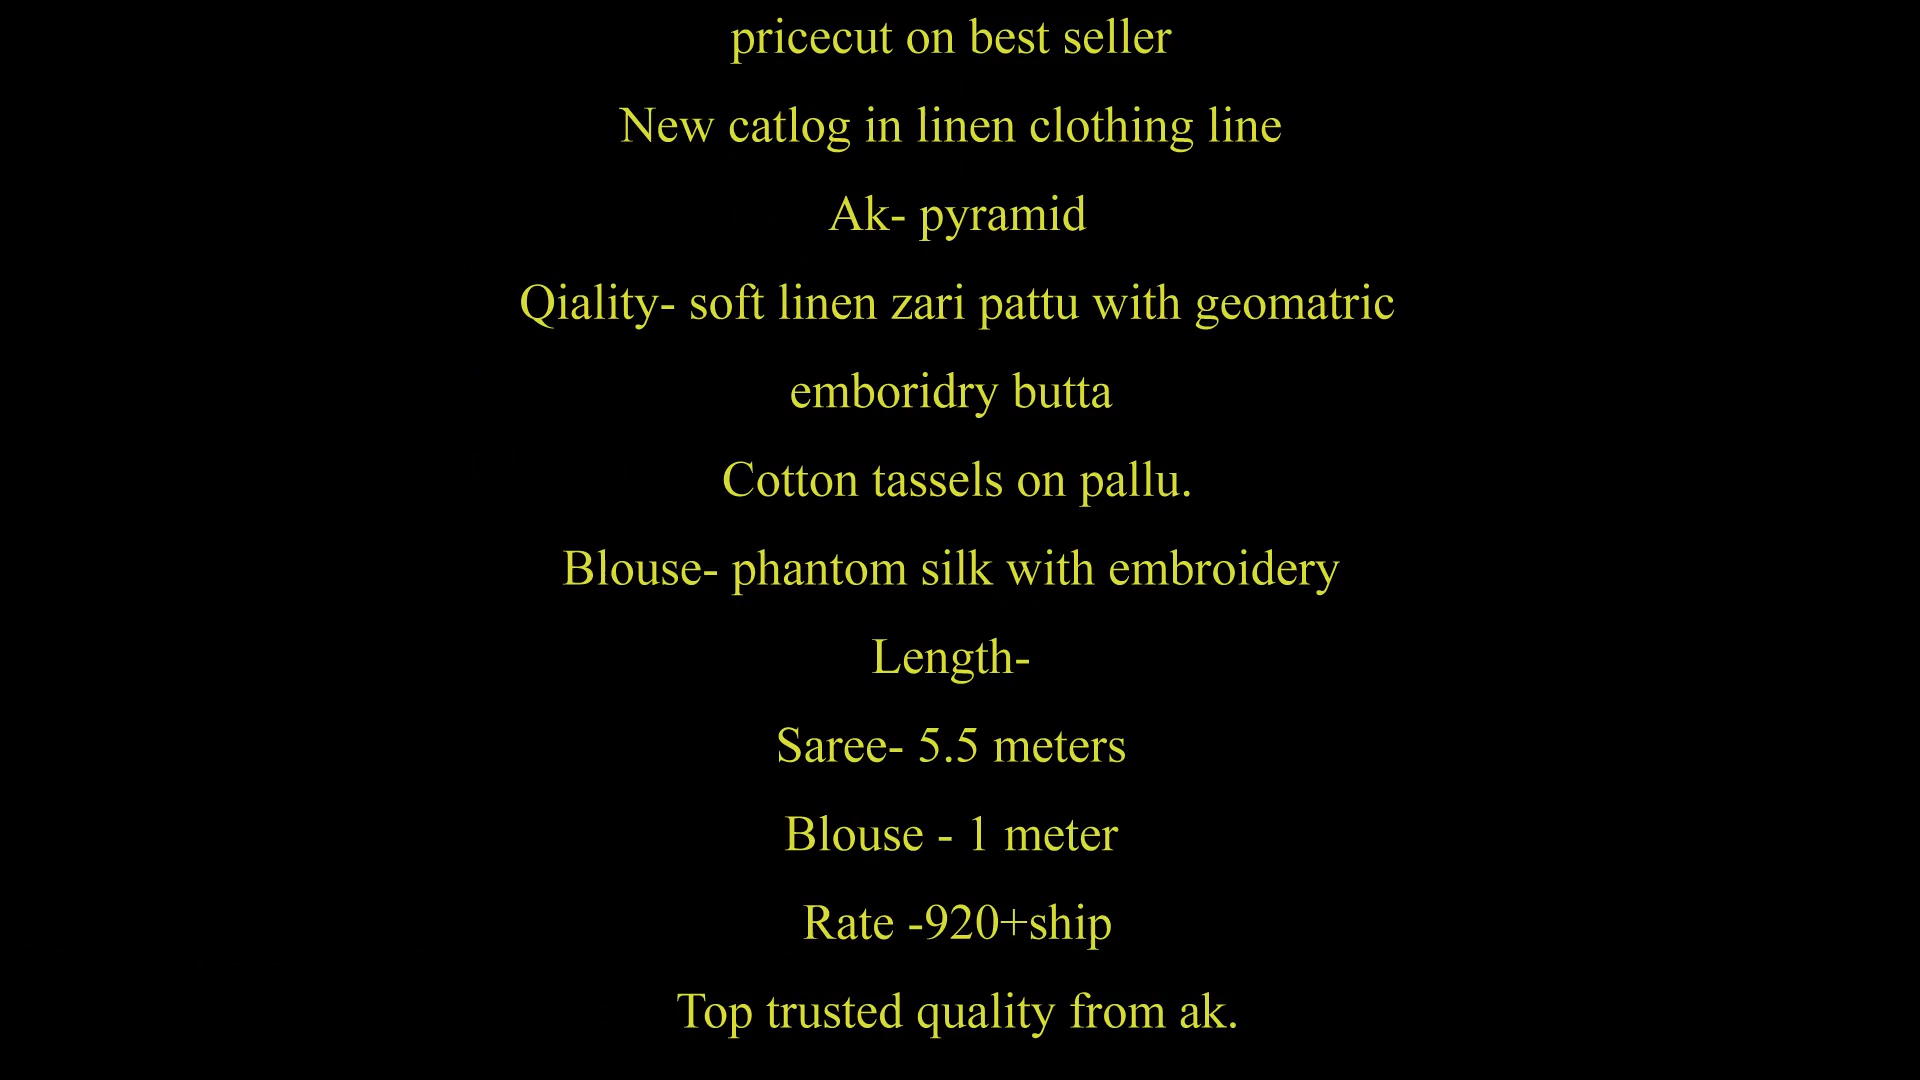 pricecut on best seller
New catlog in linen clothing line
Ak- pyramid
Qiality- soft linen zari pattu with geomatric
emboridry butta
Cotton tassels on pallu.
Blouse- phantom silk with embroidery
Length-
Saree- 5.5 meters
Blouse - 1 meter
Rate -920+ship
Top trusted quality from ak.